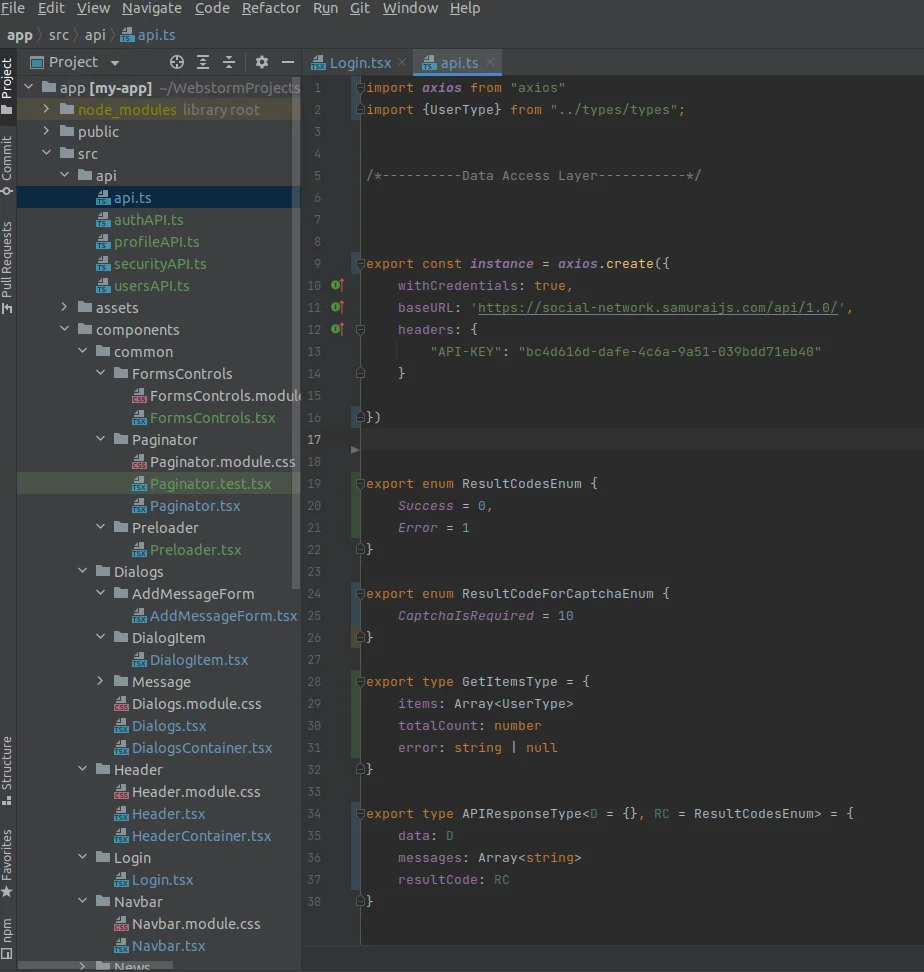 File Edit View Navigate Code Refactor Run Git Window Help
app src api api.ts
Project
Login.tsx api.ts
Project
Commit
Pull Requests
Structure
Favorites
npm
app [my-app] ~/WebstormProjects
node_modules library root
public
src
api
api.ts
authAPI.ts
profileAPI.ts
securityAPI.ts
usersAPI.ts
assets
components
common
FormsControls
FormsControls.module
FormsControls.tsx
Paginator
Paginator.module.css
Paginator.test.tsx
Paginator.tsx
Preloader
Preloader.tsx
Dialogs
AddMessageForm
AddMessageForm.tsx
DialogItem
DialogItem.tsx
Message
Dialogs.module.css
Dialogs.tsx
DialogsContainer.tsx
Header
Header.module.css
Header.tsx
HeaderContainer.tsx
Login
Login.tsx
Navbar
Navbar.module.css
Navbar.tsx
News
1 import axios from "axios"
2 import {UserType} from "../types/types";
3
4
5 /*----------Data Access Layer-----------*/
6
7
8
9 export const instance = axios.create({
10 withCredentials: true,
11 baseURL: 'https://social-network.samuraijs.com/api/1.0/',
12 headers: {
13 "API-KEY": "bc4d616d-dafe-4c6a-9a51-039bdd71eb40"
14 }
15
16 })
17
18
19 export enum ResultCodesEnum {
20 Success = 0,
21 Error = 1
22 }
23
24 export enum ResultCodeForCaptchaEnum {
25 CaptchaIsRequired = 10
26 }
27
28 export type GetItemsType = {
29 items: Array<UserType>
30 totalCount: number
31 error: string | null
32 }
33
34 export type APIResponseType<D = {}, RC = ResultCodesEnum> = {
35 data: D
36 messages: Array<string>
37 resultCode: RC
38 }